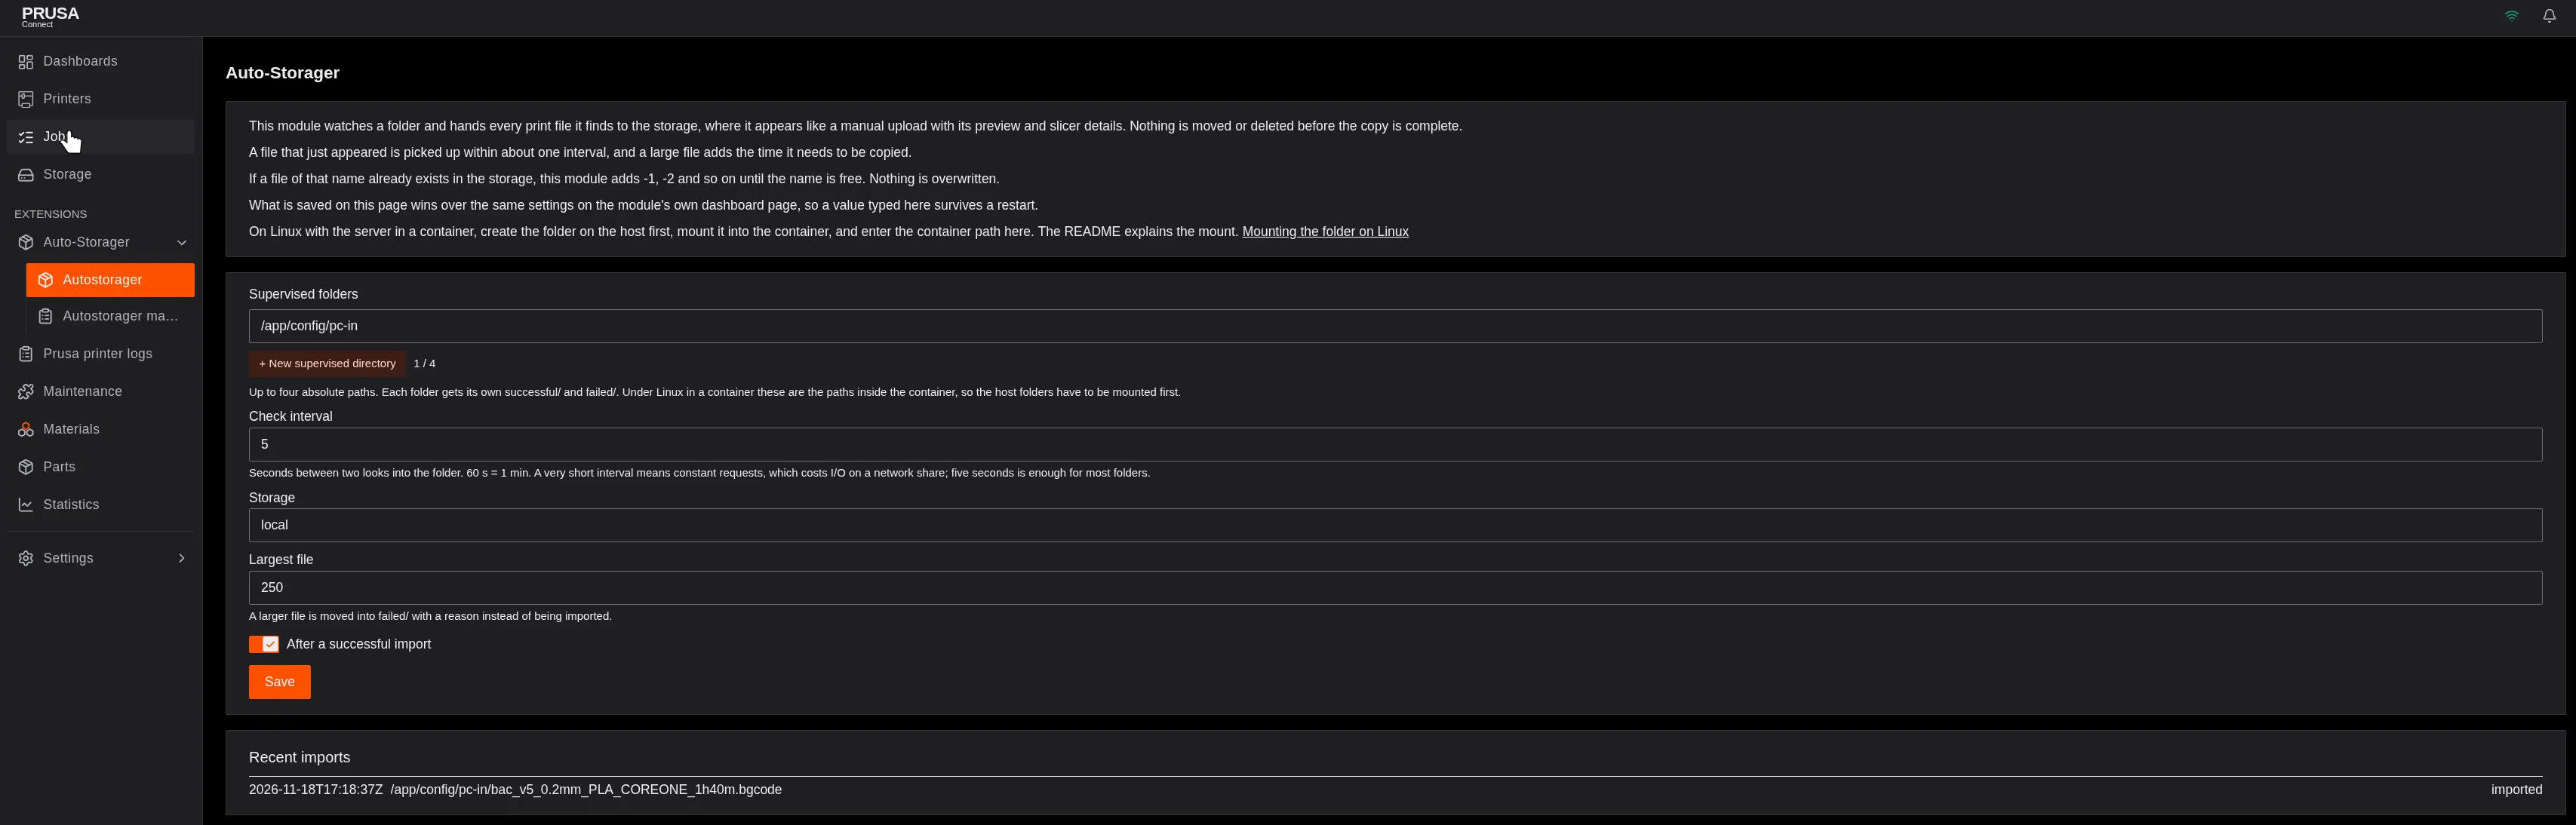 PRUSA
Connect
Dashboards
Printers
Storage
EXTENSIONS
Auto-Storager
Autostorager
Autostorager ma...
Prusa printer logs
Maintenance
Materials
Parts
Statistics
Settings
Auto-Storager
This module watches a folder and hands every print file it finds to the storage, where it appears like a manual upload with its preview and slicer details. Nothing is moved or deleted before the copy is complete.
A file that just appeared is picked up within about one interval, and a large file adds the time it needs to be copied.
If a file of that name already exists in the storage, this module adds -1, -2 and so on until the name is free. Nothing is overwritten.
What is saved on this page wins over the same settings on the module's own dashboard page, so a value typed here survives a restart.
On Linux with the server in a container, create the folder on the host first, mount it into the container, and enter the container path here. The README explains the mount. Mounting the folder on Linux
Supervised folders
/app/config/pc-in
+ New supervised directory 1 / 4
Up to four absolute paths. Each folder gets its own successful/ and failed/. Under Linux in a container these are the paths inside the container, so the host folders have to be mounted first.
Check interval
5
Seconds between two looks into the folder. 60 s = 1 min. A very short interval means constant requests, which costs I/O on a network share; five seconds is enough for most folders.
Storage
local
Largest file
250
A larger file is moved into failed/ with a reason instead of being imported.
After a successful import
Save
Recent imports
2026-11-18T17:18:37Z /app/config/pc-in/bac_v5_0.2mm_PLA_COREONE_1h40m.bgcode imported